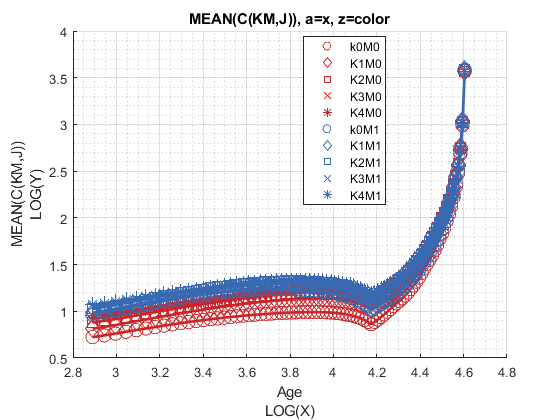 MEAN(C(KM,J)), a=x, z=color
k0M0
K1M0
K2M0
K3M0
K4M0
k0M1
K1M1
K2M1
K3M1
K4M1
MEAN(C(KM,J))
LOG(Y)
4
3.5
3
2.5
2
1.5
1
0.5
2.8
3
3.2
3.4
3.6
3.8
4
4.2
4.4
4.6
4.8
Age
LOG(X)